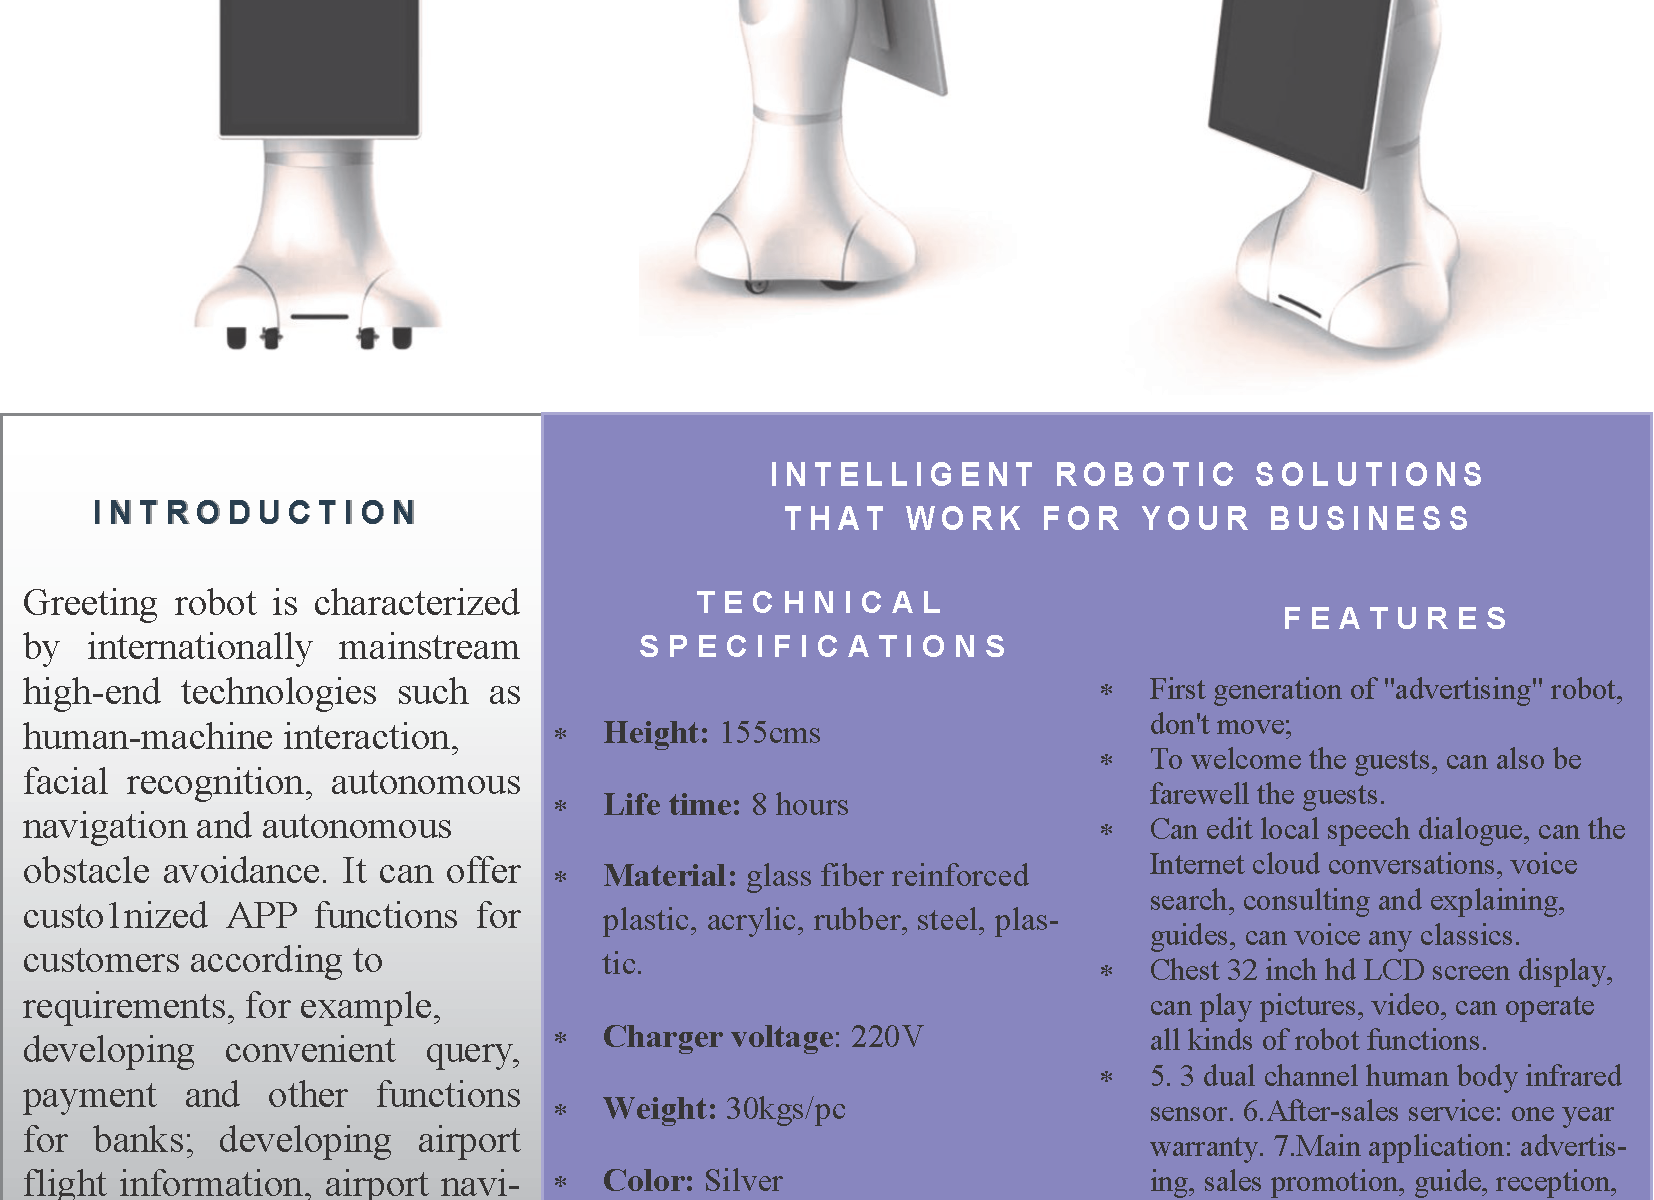 INTRODUCTION
Greeting robot is characterized
by internationally mainstream
high-end technologies such as
human-machine interaction,
facial recognition, autonomous
navigation and autonomous
obstacle avoidance. It can offer
custo1nized APP functions for
customers according to
requirements, for example,
developing convenient query,
payment and other functions
for banks; developing airport
flight information, airport navi-
INTELLIGENT ROBOTIC SOLUTIONS
THAT WORK FOR YOUR BUSINESS
TECHNICAL
SPECIFICATIONS
* Height: 155cms
* Life time: 8 hours
* Material: glass fiber reinforced
plastic, acrylic, rubber, steel, plas-
tic.
* Charger voltage: 220V
* Weight: 30kgs/pc
* Color: Silver
FEATURES
* First generation of "advertising" robot,
don't move;
* To welcome the guests, can also be
farewell the guests.
* Can edit local speech dialogue, can the
Internet cloud conversations, voice
search, consulting and explaining,
guides, can voice any classics.
* Chest 32 inch hd LCD screen display,
can play pictures, video, can operate
all kinds of robot functions.
* 5. 3 dual channel human body infrared
sensor. 6.After-sales service: one year
warranty. 7.Main application: advertis-
ing, sales promotion, guide, reception,